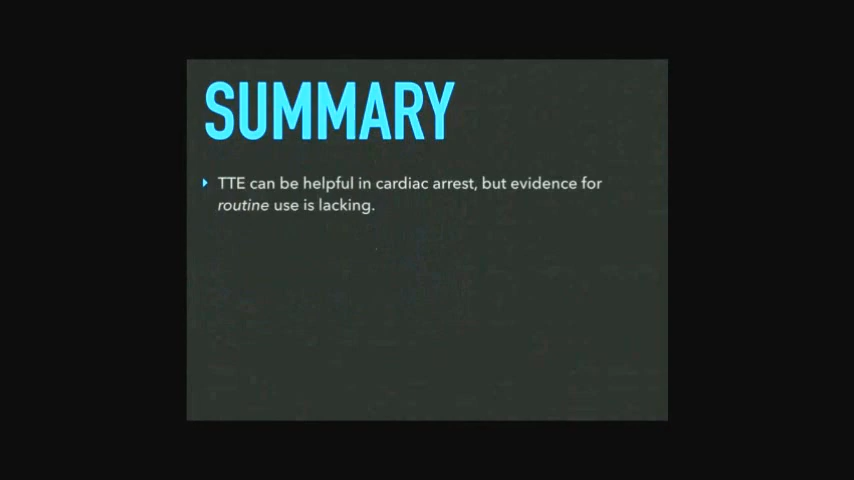 SUMMARY
TTE can be helpful in cardiac arrest, but evidence for
routine use is lacking.